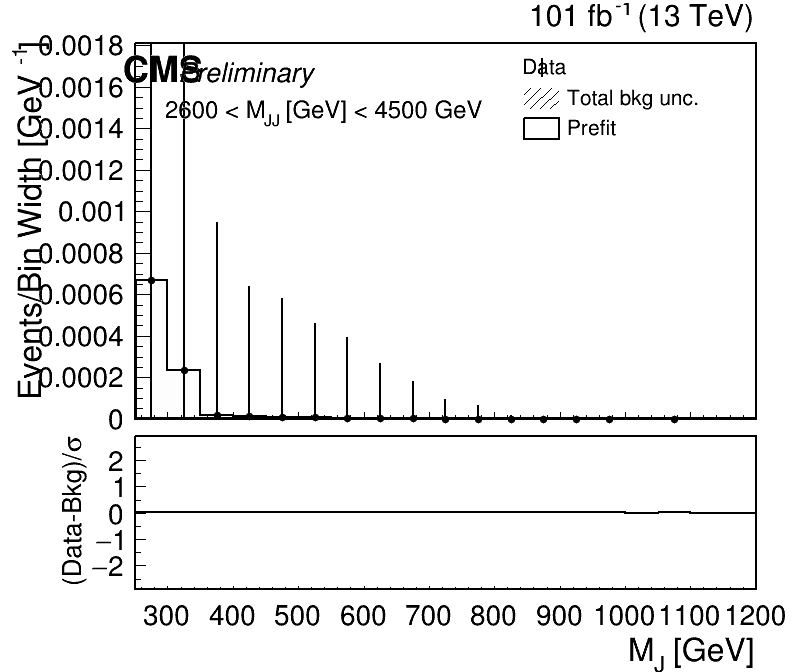 101 fb⁻¹ (13 TeV)
CMS Preliminary
2600 < M_JJ [GeV] < 4500 GeV
Data
Total bkg unc.
Prefit
Events/Bin Width [GeV⁻¹]
0.0018
0.0016
0.0014
0.0012
0.001
0.0008
0.0006
0.0004
0.0002
0
(Data-Bkg)/σ
2
1
0
−1
−2
300 400 500 600 700 800 900 1000 1100 1200
M_J [GeV]